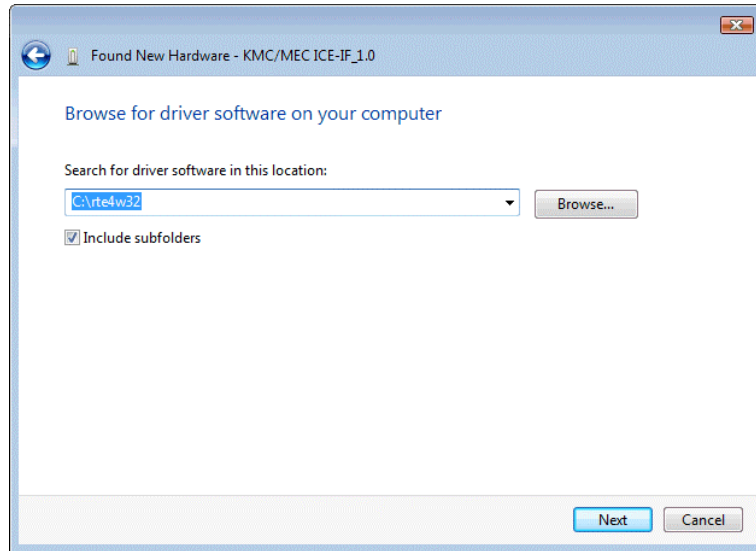 Found New Hardware - KMC/MEC ICE-IF_1.0
Browse for driver software on your computer
Search for driver software in this location:
C:\rte4w32
Browse...
Include subfolders
Next
Cancel